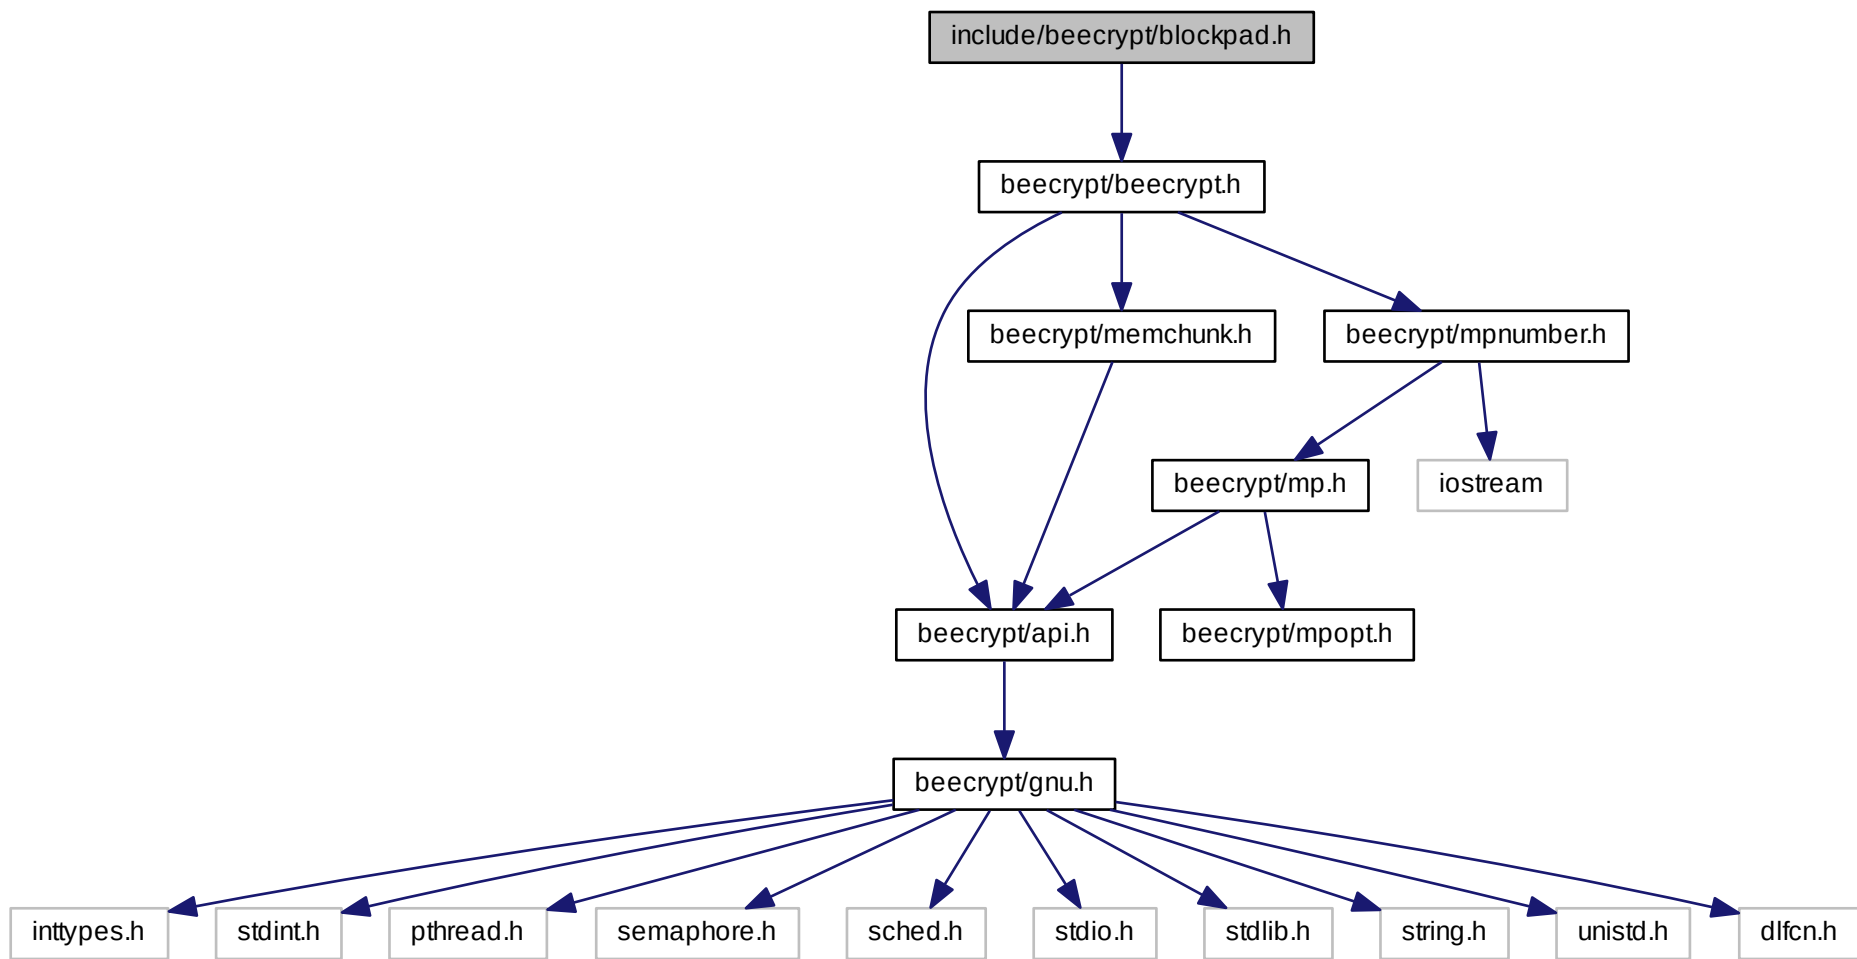 include/beecrypt/blockpad.h
beecrypt/beecrypt.h
beecrypt/memchunk.h
beecrypt/mpnumber.h
beecrypt/mp.h
iostream
beecrypt/api.h
beecrypt/mpopt.h
beecrypt/gnu.h
inttypes.h
stdint.h
pthread.h
semaphore.h
sched.h
stdio.h
stdlib.h
string.h
unistd.h
dlfcn.h